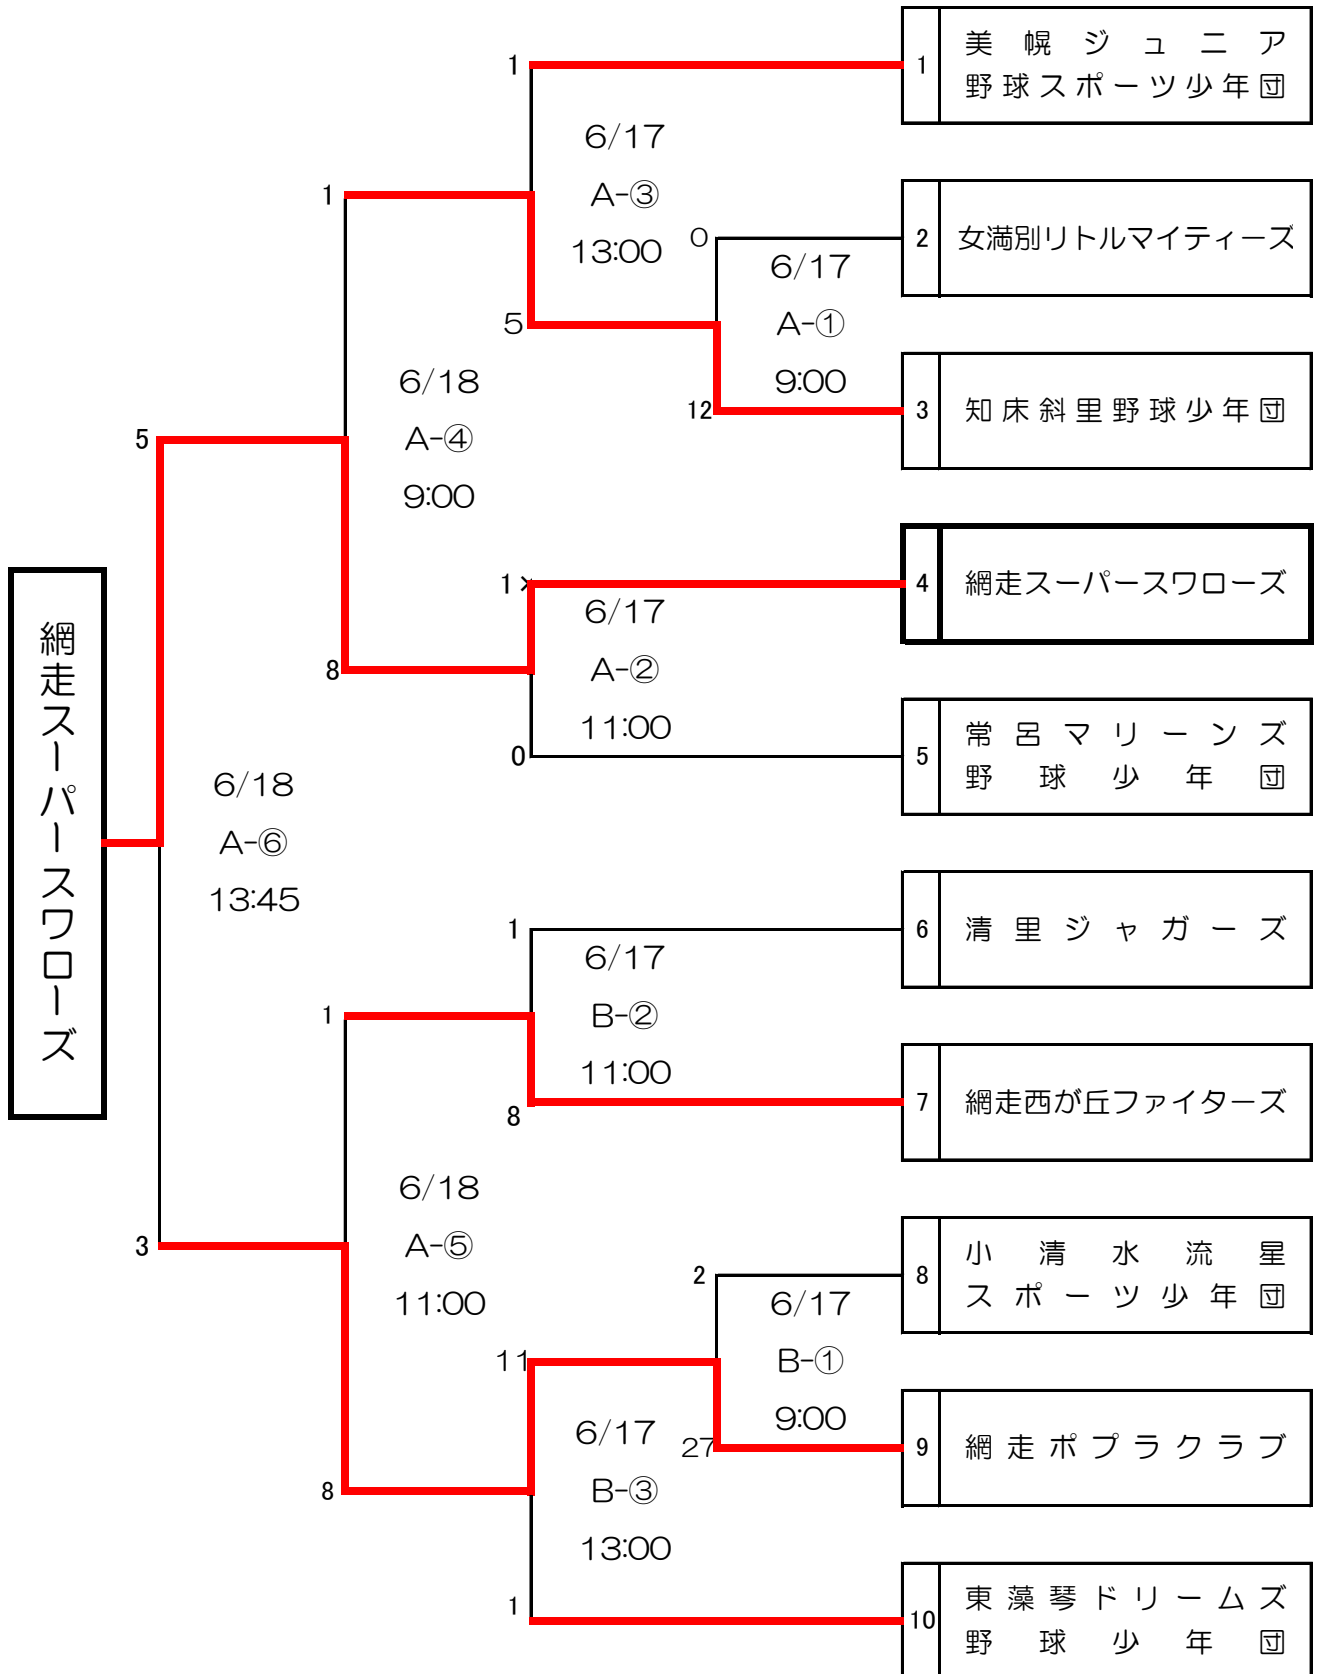 1
1
美幌ジュニア
野球スポーツ少年団
6/17
A-③
13:00
1
0
2
女満別リトルマイティーズ
6/17
A-①
9:00
5
12
3
知床斜里野球少年団
6/18
A-④
9:00
5
1×
4
網走スーパースワローズ
6/17
A-②
11:00
8
0
5
常呂マリーンズ
野球少年団
網走スーパースワローズ
6/18
A-⑥
13:45
1
6
清里ジャガーズ
6/17
B-②
11:00
1
8
7
網走西が丘ファイターズ
6/18
A-⑤
11:00
3
2
8
小清水流星
スポーツ少年団
6/17
B-①
9:00
11
27
9
網走ポプラクラブ
6/17
B-③
13:00
8
1
10
東藻琴ドリームズ
野球少年団